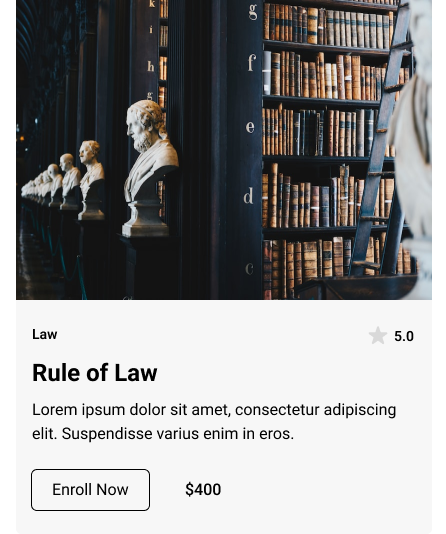 k
i
h
g
g
f
e
d
c
Law
5.0
Rule of Law
Lorem ipsum dolor sit amet, consectetur adipiscing
elit. Suspendisse varius enim in eros.
Enroll Now
$400